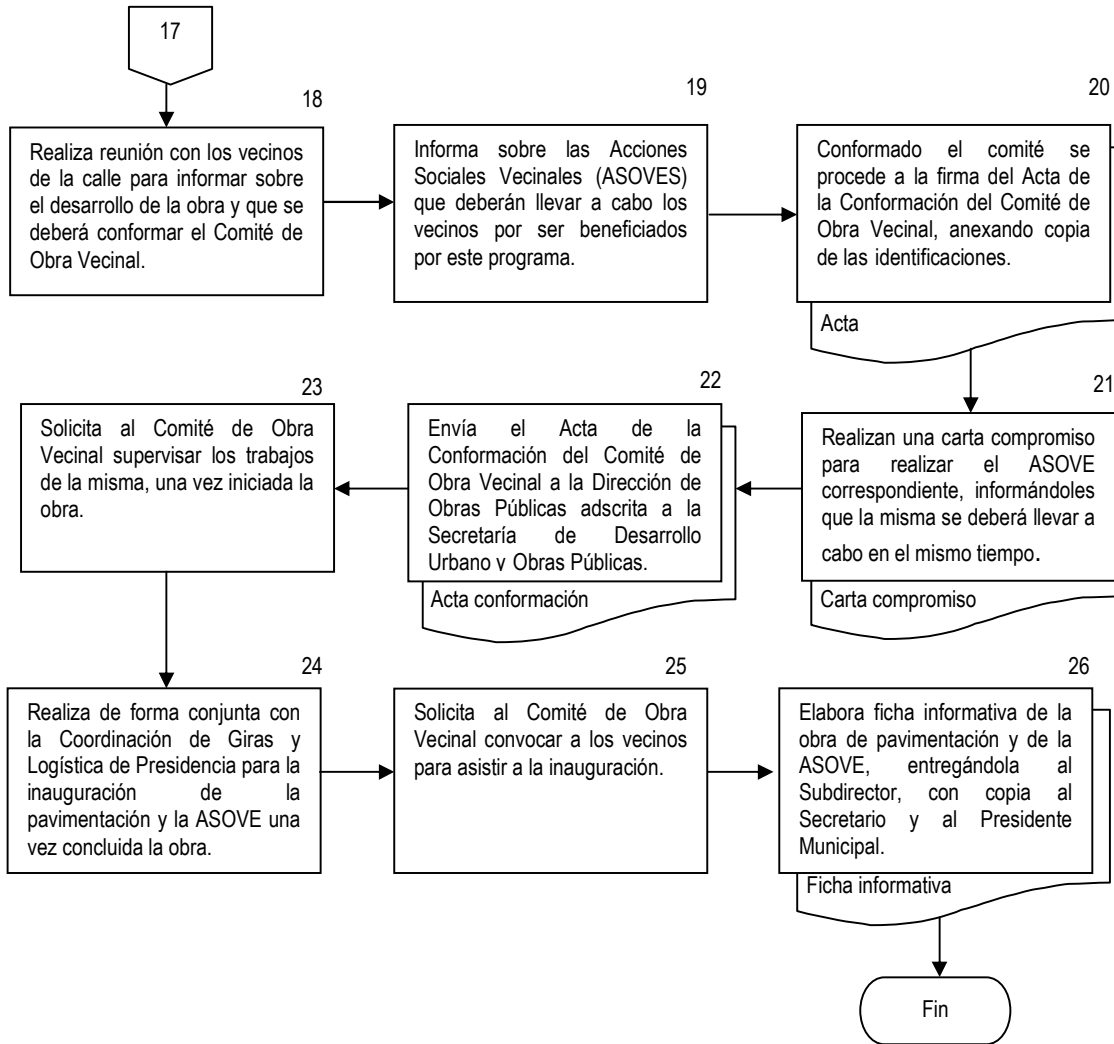 17
18
Realiza reunión con los vecinos
de la calle para informar sobre
el desarrollo de la obra y que se
deberá conformar el Comité de
Obra Vecinal.
19
Informa sobre las Acciones
Sociales Vecinales (ASOVES)
que deberán llevar a cabo los
vecinos por ser beneficiados
por este programa.
20
Conformado el comité se
procede a la firma del Acta de
la Conformación del Comité de
Obra Vecinal, anexando copia
de las identificaciones.
Acta
21
Realizan una carta compromiso
para realizar el ASOVE
correspondiente, informándoles
que la misma se deberá llevar a
cabo en el mismo tiempo.
Carta compromiso
22
Envía el Acta de la
Conformación del Comité de
Obra Vecinal a la Dirección de
Obras Públicas adscrita a la
Secretaría de Desarrollo
Urbano y Obras Públicas.
Acta conformación
23
Solicita al Comité de Obra
Vecinal supervisar los trabajos
de la misma, una vez iniciada la
obra.
24
Realiza de forma conjunta con
la Coordinación de Giras y
Logística de Presidencia para la
inauguración de la
pavimentación y la ASOVE una
vez concluida la obra.
25
Solicita al Comité de Obra
Vecinal convocar a los vecinos
para asistir a la inauguración.
26
Elabora ficha informativa de la
obra de pavimentación y de la
ASOVE, entregándola al
Subdirector, con copia al
Secretario y al Presidente
Municipal.
Ficha informativa
Fin